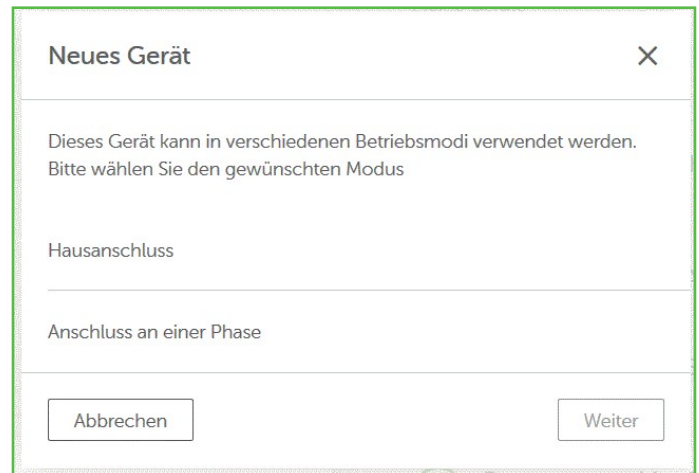 Neues Gerät
Dieses Gerät kann in verschiedenen Betriebsmodi verwendet werden.
Bitte wählen Sie den gewünschten Modus
Hausanschluss
Anschluss an einer Phase
Abbrechen
Weiter